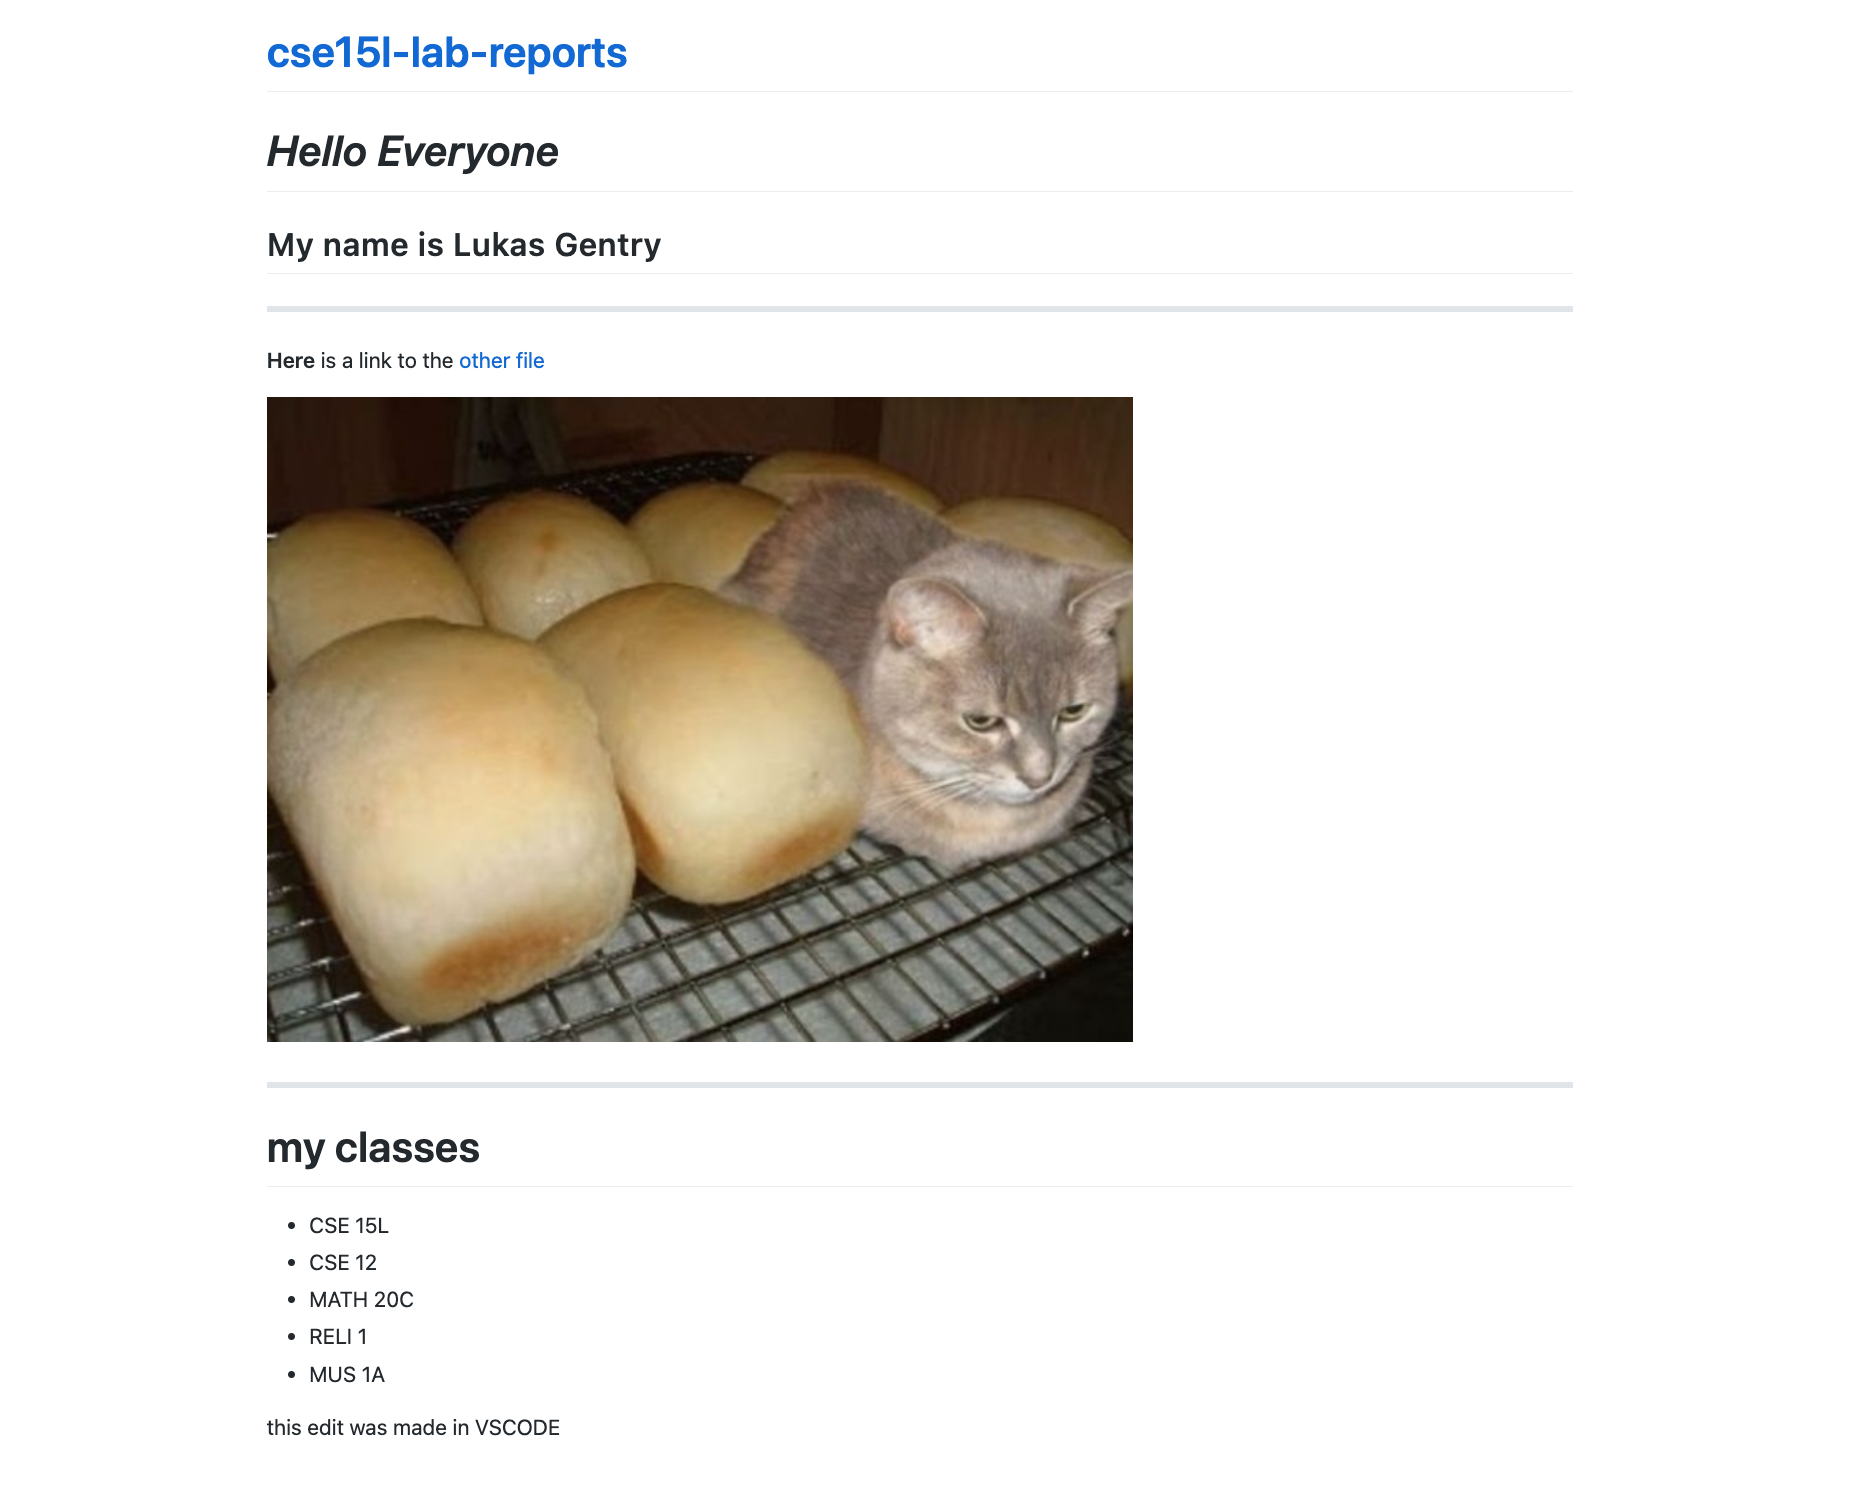 cse15l-lab-reports
Hello Everyone
My name is Lukas Gentry
Here is a link to the other file
my classes
CSE 15L
CSE 12
MATH 20C
RELI 1
MUS 1A
this edit was made in VSCODE